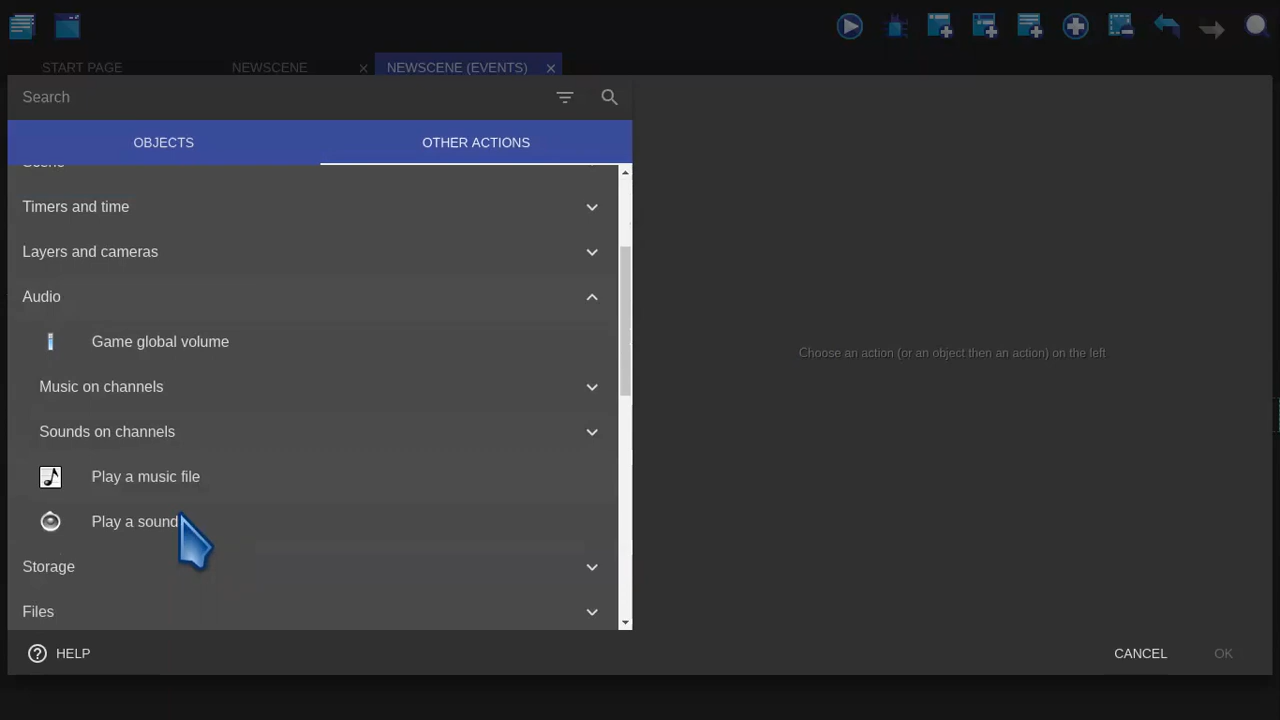 START PAGE
NEWSCENE
NEWSCENE (EVENTS)
Search
OBJECTS
OTHER ACTIONS
Scene
Timers and time
Layers and cameras
Audio
Game global volume
Music on channels
Sounds on channels
Play a music file
Play a sound
Storage
Files
Choose an action (or an object then an action) on the left
HELP
CANCEL
OK